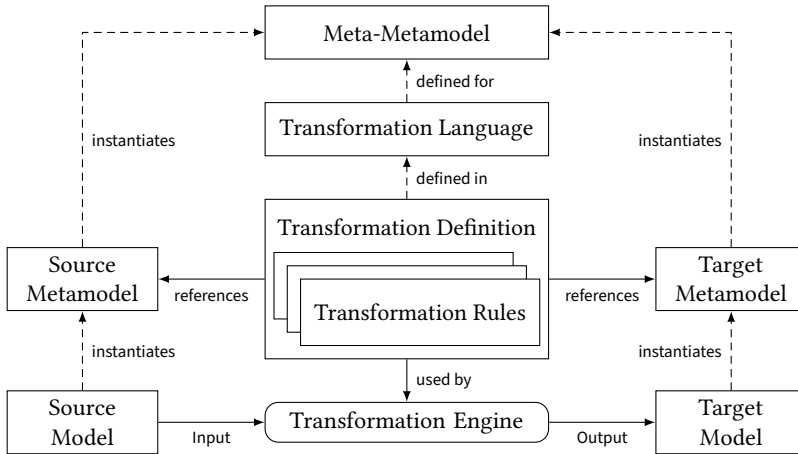 Meta-Metamodel
defined for
Transformation Language
instantiates
instantiates
defined in
Transformation Definition
Source
Metamodel
references
Transformation Rules
references
Target
Metamodel
instantiates
used by
instantiates
Source
Model
Input
Transformation Engine
Output
Target
Model